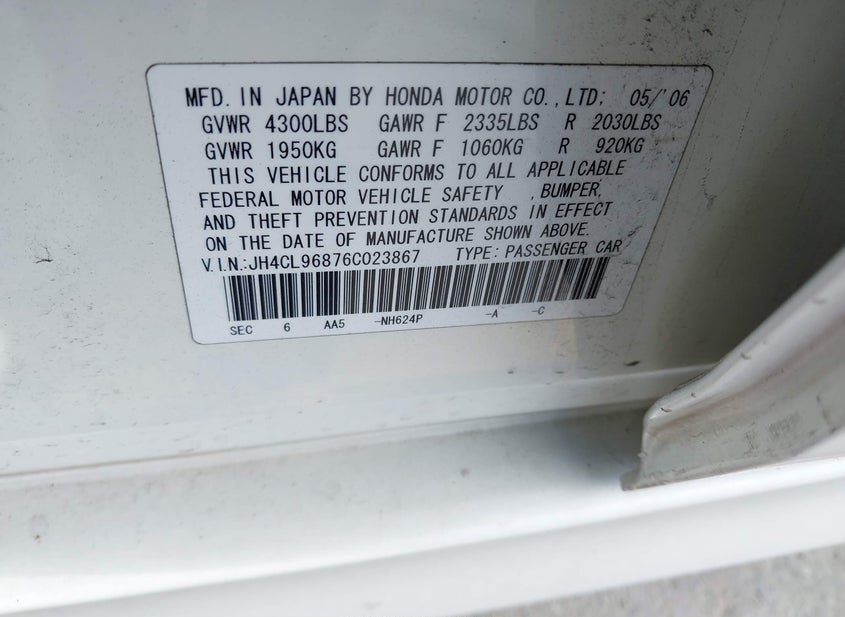 MFD. IN JAPAN BY HONDA MOTOR CO., LTD: 05/'06
GVWR 4300LBS GAWR F 2335LBS R 2030LBS
GVWR 1950KG GAWR F 1060KG R 920KG
THIS VEHICLE CONFORMS TO ALL APPLICABLE
FEDERAL MOTOR VEHICLE SAFETY , BUMPER,
AND THEFT PREVENTION STANDARDS IN EFFECT
ON THE DATE OF MANUFACTURE SHOWN ABOVE.
V.I.N.:JH4CL96876C023867 TYPE: PASSENGER CAR
SEC 6 AA5 -NH624P -A -C